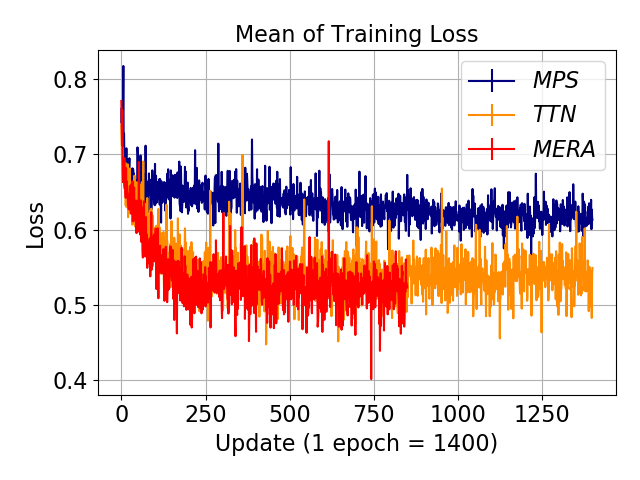 Mean of Training Loss
MPS
TTN
MERA
Loss
0.8
0.7
0.6
0.5
0.4
0 250 500 750 1000 1250
Update (1 epoch = 1400)